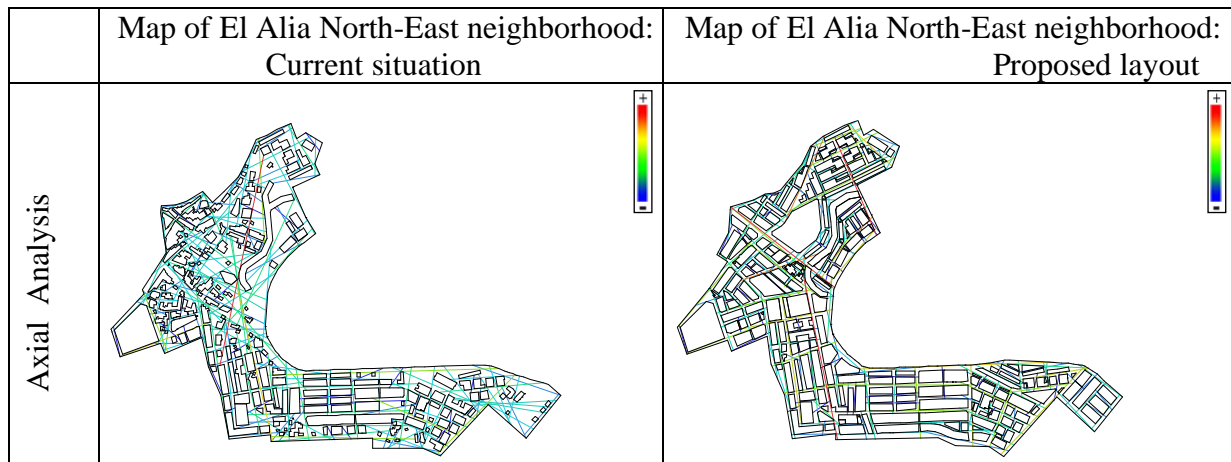 Map of El Alia North-East neighborhood:
Current situation
Map of El Alia North-East neighborhood:
Proposed layout
Axial Analysis
+
-
+
-